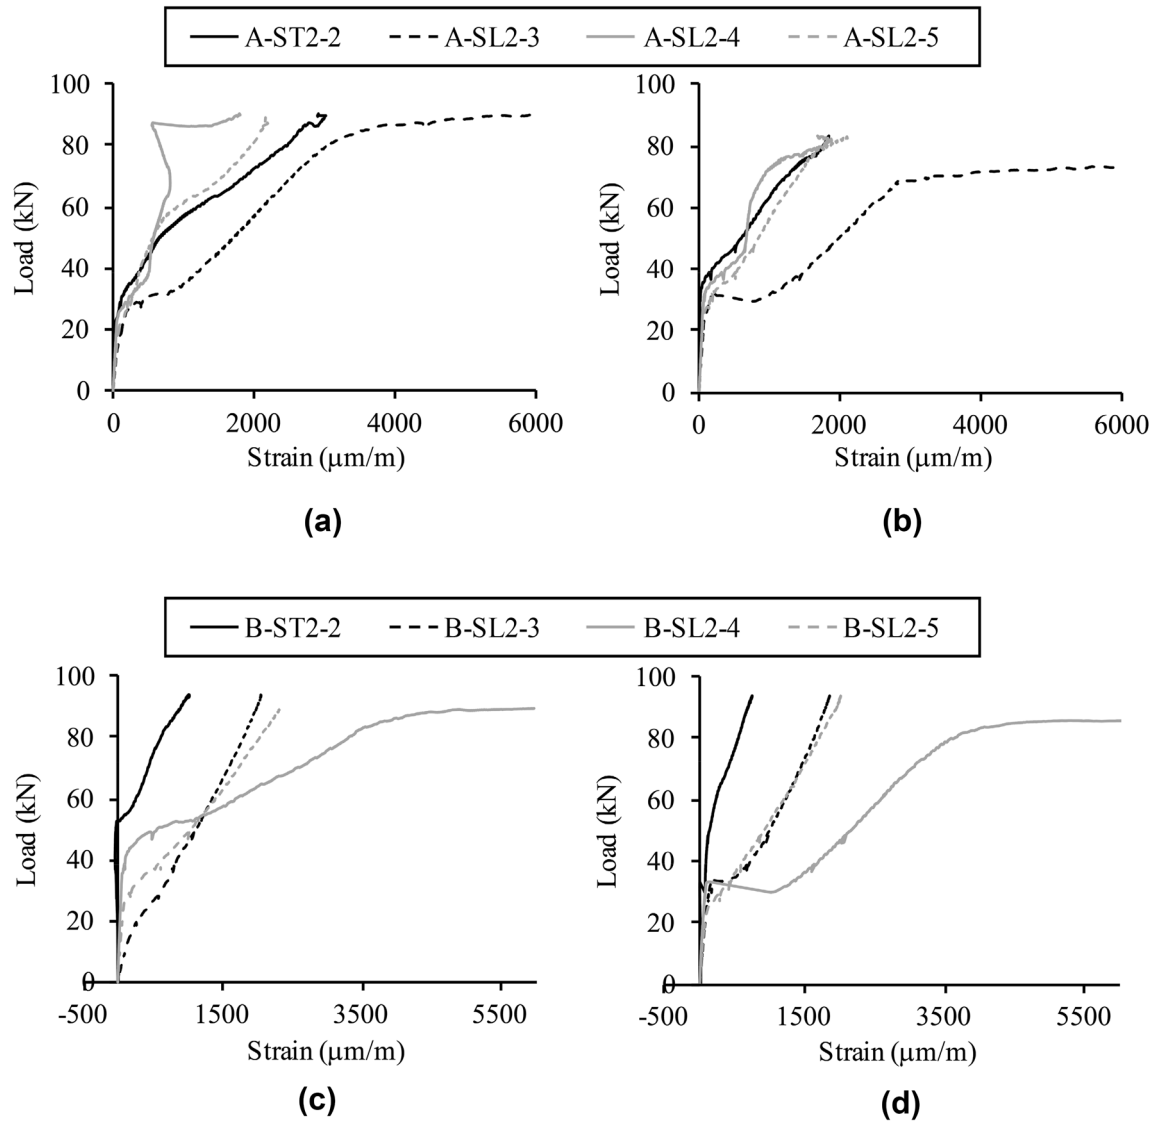 A-ST2-2 A-SL2-3 A-SL2-4 A-SL2-5
100
80
60
40
20
0
Load (kN)
0 2000 4000 6000
Strain (μm/m)
(a)
100
80
60
40
20
0
Load (kN)
0 2000 4000 6000
Strain (μm/m)
(b)
B-ST2-2 B-SL2-3 B-SL2-4 B-SL2-5
100
80
60
40
20
0
Load (kN)
-500 1500 3500 5500
Strain (μm/m)
(c)
100
80
60
40
20
0
Load (kN)
-500 1500 3500 5500
Strain (μm/m)
(d)